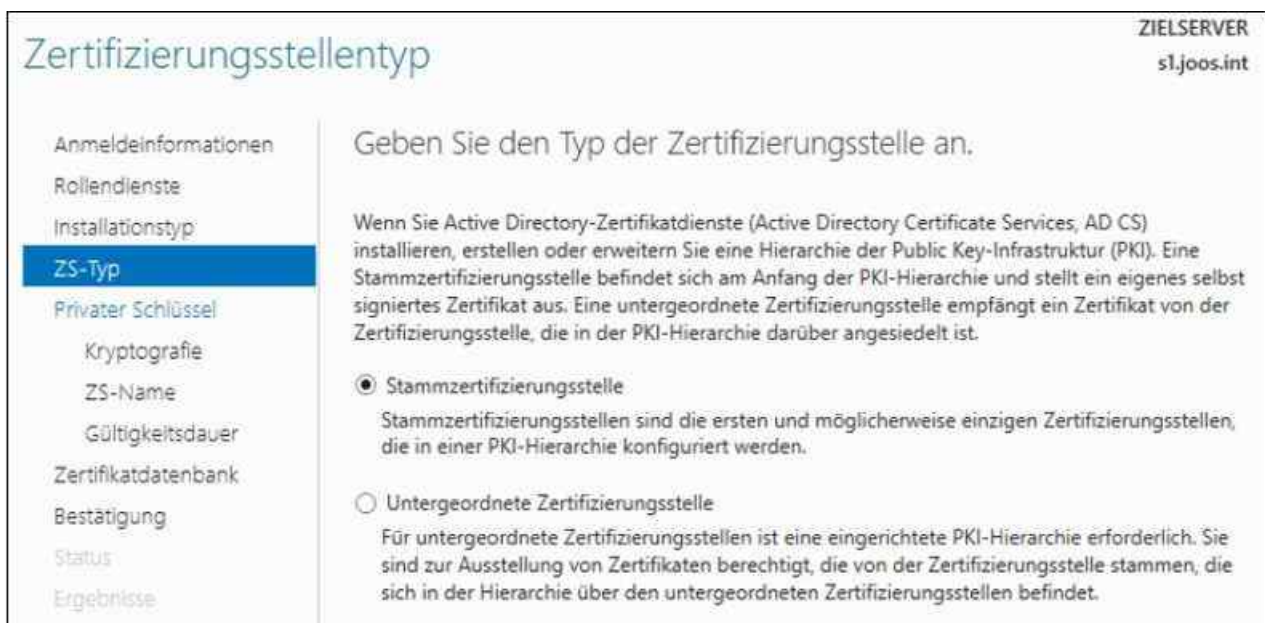 Zertifizierungsstellentyp
ZIELSERVER
s1.joos.int
Anmeldeinformationen
Rollendienste
Installationstyp
ZS-Typ
Privater Schlüssel
Kryptografie
ZS-Name
Gültigkeitsdauer
Zertifikatdatenbank
Bestätigung
Status
Ergebnisse
Geben Sie den Typ der Zertifizierungsstelle an.
Wenn Sie Active Directory-Zertifikatdienste (Active Directory Certificate Services, AD CS)
installieren, erstellen oder erweitern Sie eine Hierarchie der Public Key-Infrastruktur (PKI). Eine
Stammzertifizierungsstelle befindet sich am Anfang der PKI-Hierarchie und stellt ein eigenes selbst
signiertes Zertifikat aus. Eine untergeordnete Zertifizierungsstelle empfängt ein Zertifikat von der
Zertifizierungsstelle, die in der PKI-Hierarchie darüber angesiedelt ist.
Stammzertifizierungsstelle
Stammzertifizierungsstellen sind die ersten und möglicherweise einzigen Zertifizierungsstellen,
die in einer PKI-Hierarchie konfiguriert werden.
Untergeordnete Zertifizierungsstelle
Für untergeordnete Zertifizierungsstellen ist eine eingerichtete PKI-Hierarchie erforderlich. Sie
sind zur Ausstellung von Zertifikaten berechtigt, die von der Zertifizierungsstelle stammen, die
sich in der Hierarchie über den untergeordneten Zertifizierungsstellen befindet.